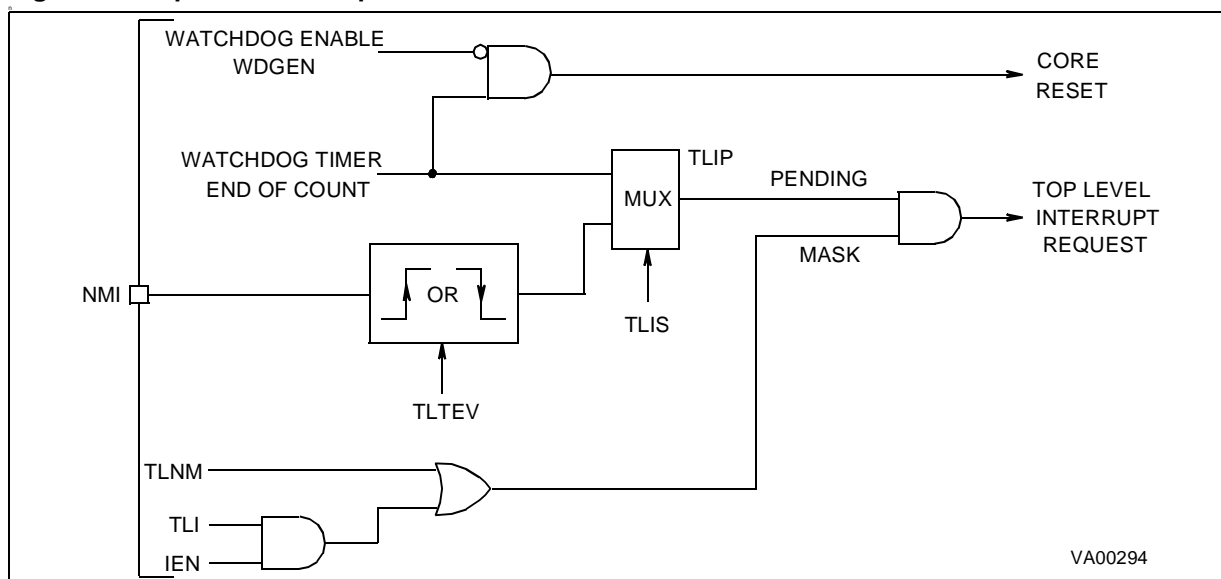 WATCHDOG ENABLE
WDGEN
CORE
RESET
WATCHDOG TIMER
END OF COUNT
TLIP
MUX
PENDING
MASK
TOP LEVEL
INTERRUPT
REQUEST
NMI
OR
TLIS
TLTEV
TLNM
TLI
IEN
VA00294